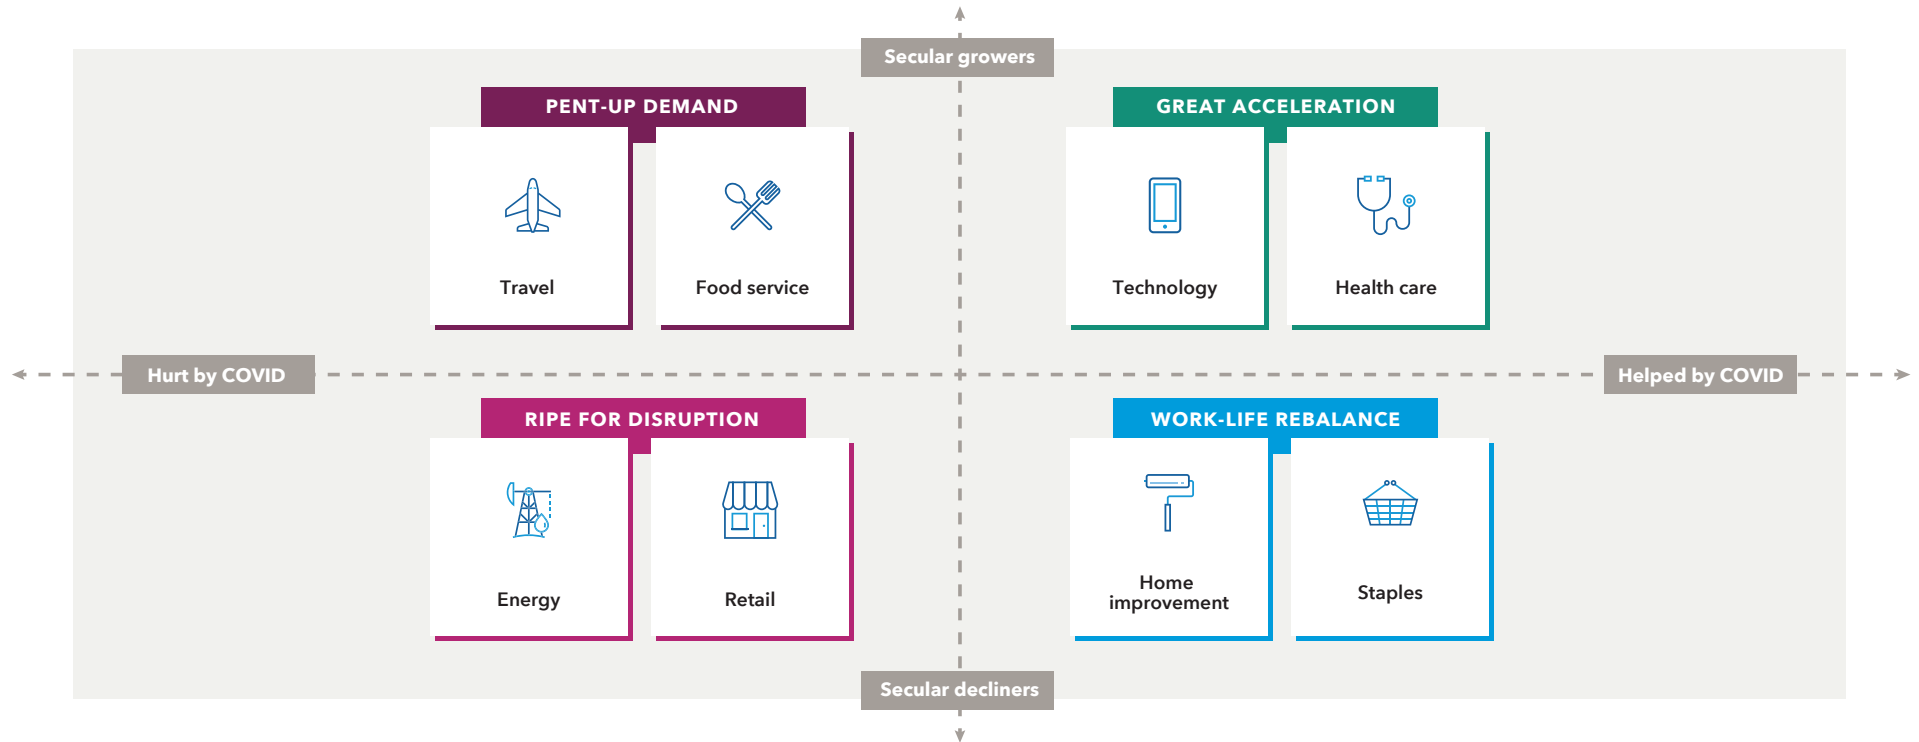 Secular growers
PENT-UP DEMAND
GREAT ACCELERATION
Travel
Food service
Technology
Health care
Hurt by COVID
Helped by COVID
RIPE FOR DISRUPTION
WORK-LIFE REBALANCE
Energy
Retail
Home
improvement
Staples
Secular decliners